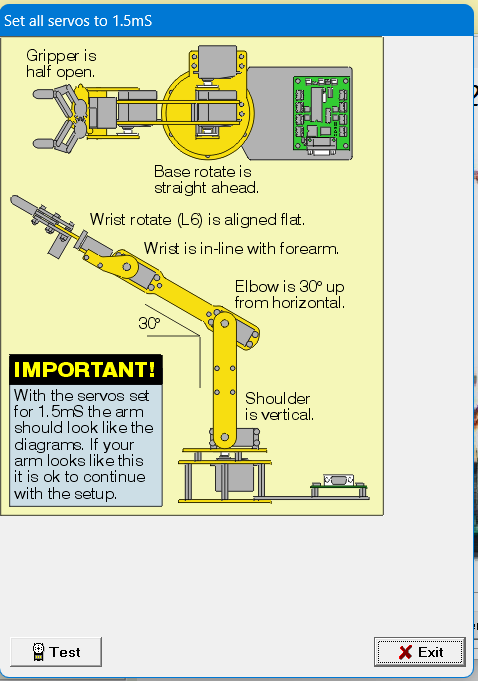 Set all servos to 1.5mS
Gripper is
half open.
Base rotate is
straight ahead.
Wrist rotate (L6) is aligned flat.
Wrist is in-line with forearm.
Elbow is 30° up
from horizontal.
30°
IMPORTANT!
With the servos set
for 1.5mS the arm
should look like the
diagrams. If your
arm looks like this
it is ok to continue
with the setup.
Shoulder
is vertical.
Test
Exit